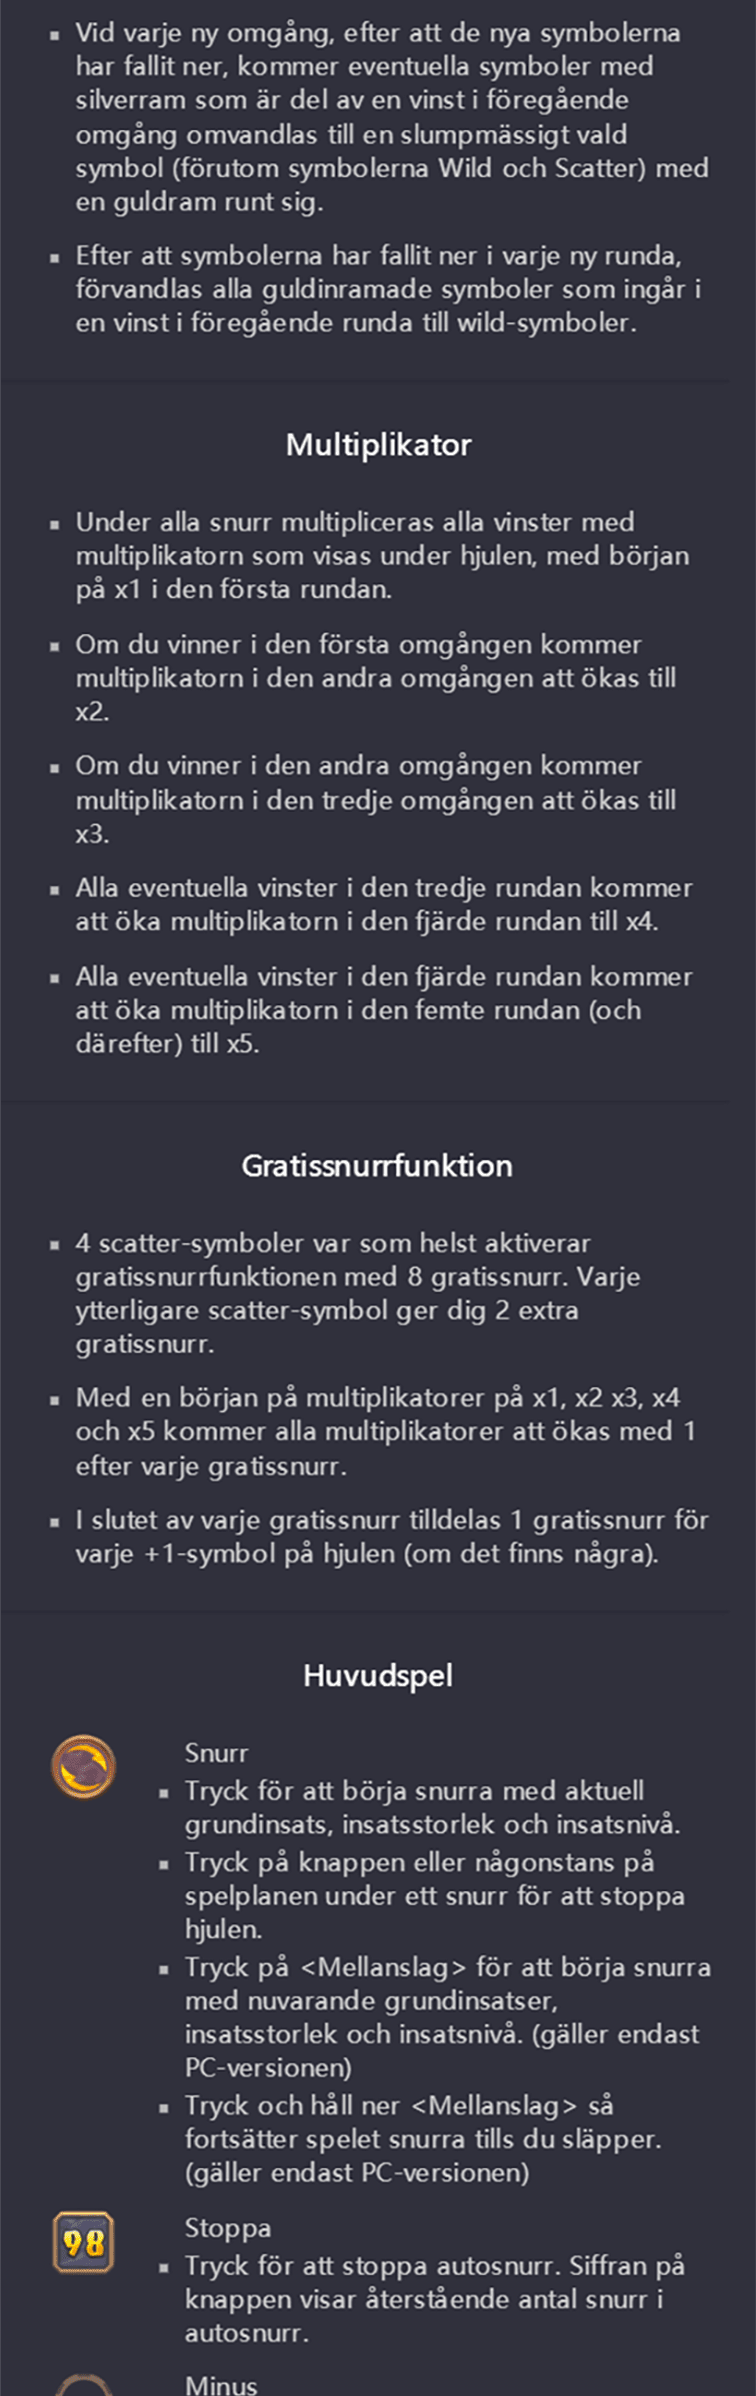 ▪ Vid varje ny omgång, efter att de nya symbolerna
har fallit ner, kommer eventuella symboler med
silverram som är del av en vinst i föregående
omgång omvandlas till en slumpmässigt vald
symbol (förutom symbolerna Wild och Scatter) med
en guldram runt sig.
▪ Efter att symbolerna har fallit ner i varje ny runda,
förvandlas alla guldinramade symboler som ingår i
en vinst i föregående runda till wild-symboler.
Multiplikator
▪ Under alla snurr multipliceras alla vinster med
multiplikatorn som visas under hjulen, med början
på x1 i den första rundan.
▪ Om du vinner i den första omgången kommer
multiplikatorn i den andra omgången att ökas till
x2.
▪ Om du vinner i den andra omgången kommer
multiplikatorn i den tredje omgången att ökas till
x3.
▪ Alla eventuella vinster i den tredje rundan kommer
att öka multiplikatorn i den fjärde rundan till x4.
▪ Alla eventuella vinster i den fjärde rundan kommer
att öka multiplikatorn i den femte rundan (och
därefter) till x5.
Gratissnurrfunktion
▪ 4 scatter-symboler var som helst aktiverar
gratissnurrfunktionen med 8 gratissnurr. Varje
ytterligare scatter-symbol ger dig 2 extra
gratissnurr.
▪ Med en början på multiplikatorer på x1, x2 x3, x4
och x5 kommer alla multiplikatorer att ökas med 1
efter varje gratissnurr.
▪ I slutet av varje gratissnurr tilldelas 1 gratissnurr för
varje +1-symbol på hjulen (om det finns några).
Huvudspel
Snurr
▪ Tryck för att börja snurra med aktuell
grundinsats, insatsstorlek och insatsnivå.
▪ Tryck på knappen eller någonstans på
spelplanen under ett snurr för att stoppa
hjulen.
▪ Tryck på <Mellanslag> för att börja snurra
med nuvarande grundinsatser,
insatsstorlek och insatsnivå. (gäller endast
PC-versionen)
▪ Tryck och håll ner <Mellanslag> så
fortsätter spelet snurra tills du släpper.
(gäller endast PC-versionen)
98
Stoppa
▪ Tryck för att stoppa autosnurr. Siffran på
knappen visar återstående antal snurr i
autosnurr.
Minus